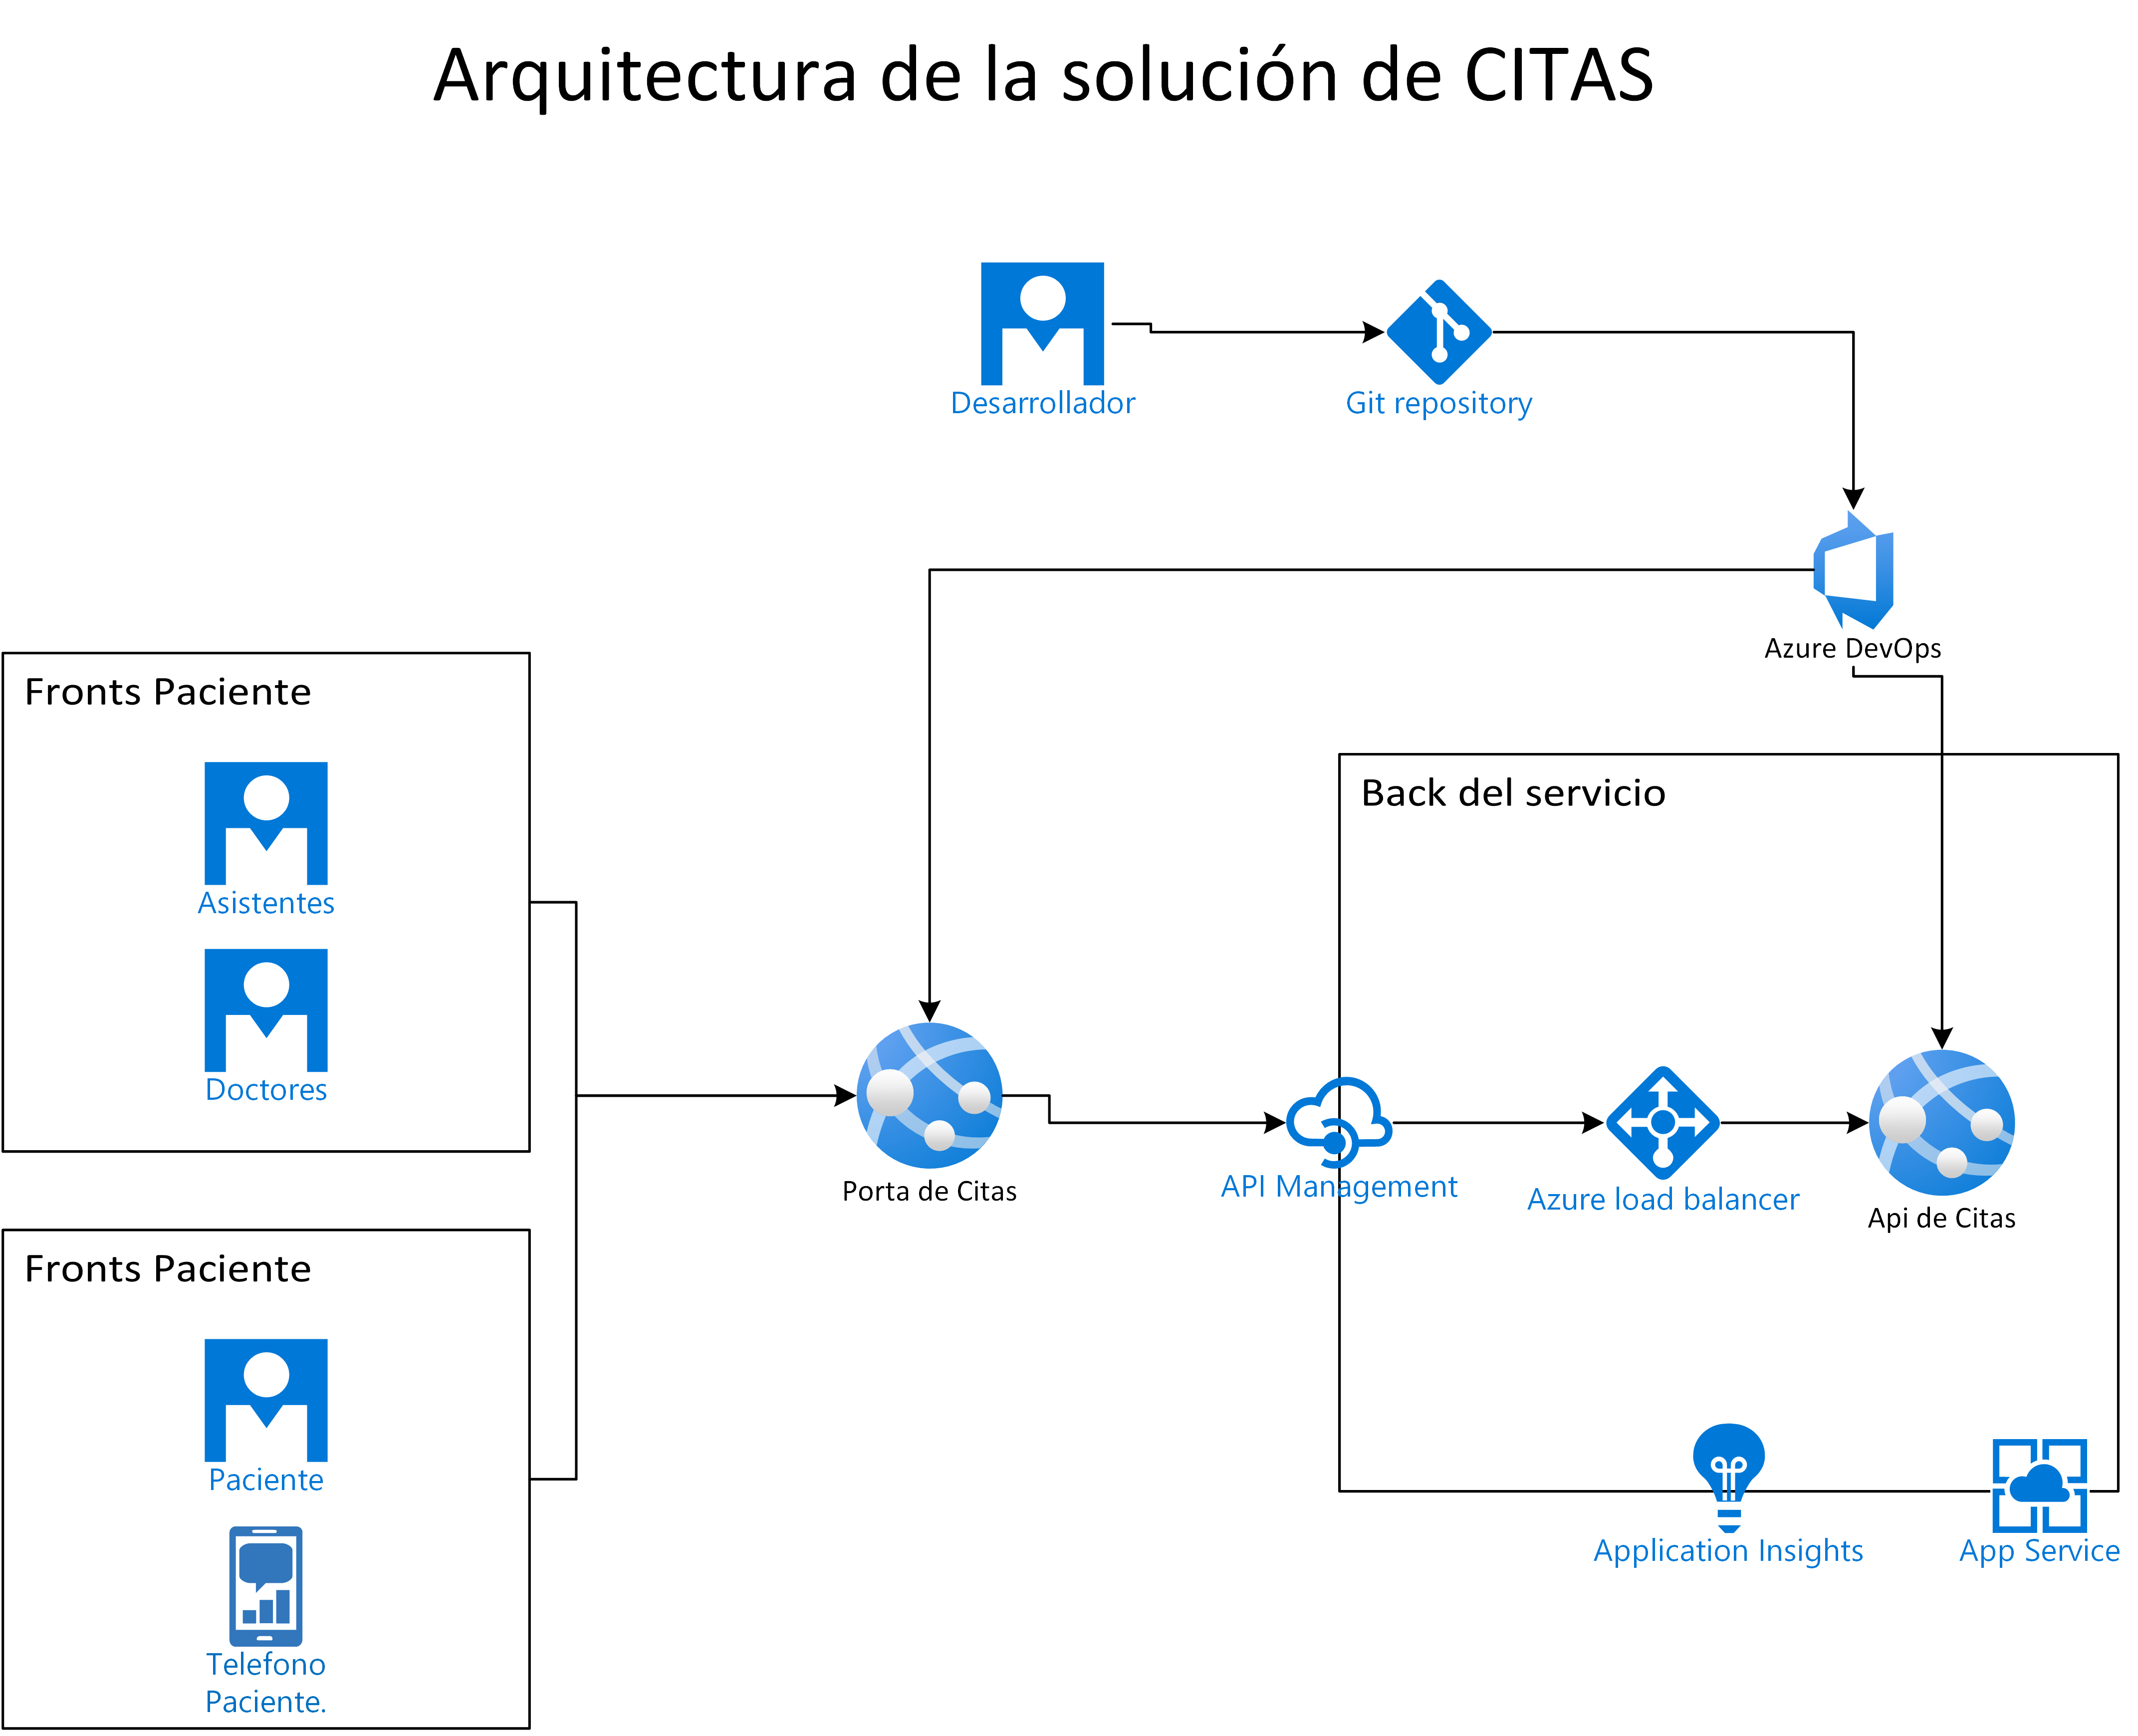 Arquitectura de la solución de CITAS
Desarrollador
Git repository
Azure DevOps
Fronts Paciente
Asistentes
Doctores
Back del servicio
Porta de Citas
API Management
Azure load balancer
Api de Citas
Fronts Paciente
Paciente
Telefono
Paciente.
Application Insights
App Service